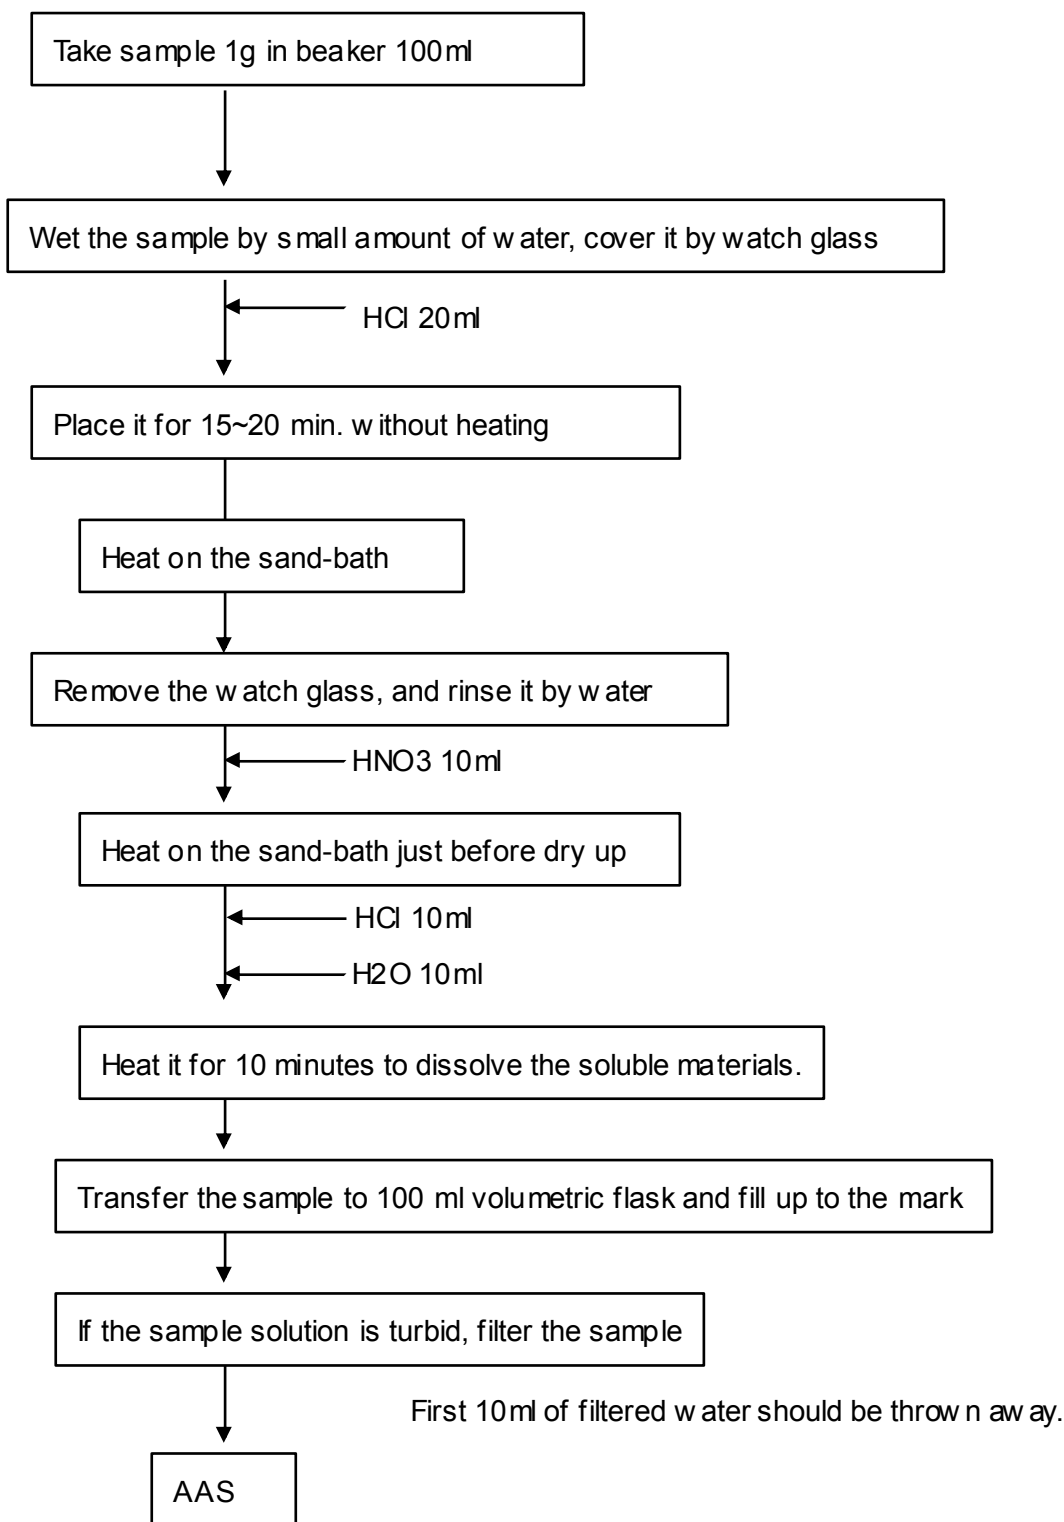 Take sample 1g in beaker 100ml
Wet the sample by small amount of water, cover it by watch glass
HCl 20ml
Place it for 15~20 min. without heating
Heat on the sand-bath
Remove the watch glass, and rinse it by water
HNO3 10ml
Heat on the sand-bath just before dry up
HCl 10ml
H2O 10ml
Heat it for 10 minutes to dissolve the soluble materials.
Transfer the sample to 100 ml volumetric flask and fill up to the mark
If the sample solution is turbid, filter the sample
First 10ml of filtered water should be thrown away.
AAS